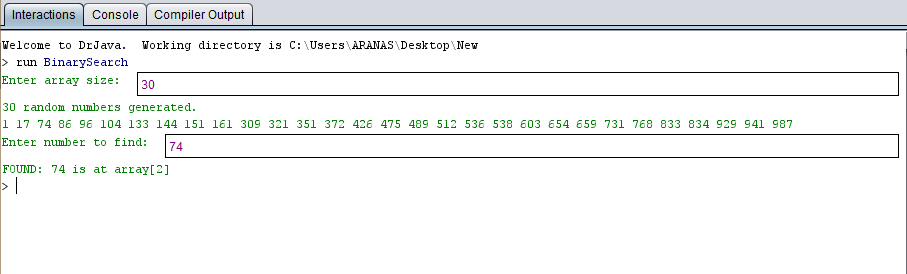 Interactions Console Compiler Output
Welcome to DrJava.  Working directory is C:\Users\ARANAS\Desktop\New
> run BinarySearch
Enter array size: 30
30 random numbers generated.
1 17 74 86 96 104 133 144 151 161 309 321 351 372 426 475 489 512 536 538 603 654 659 731 768 833 834 929 941 987
Enter number to find: 74
FOUND: 74 is at array[2]
>